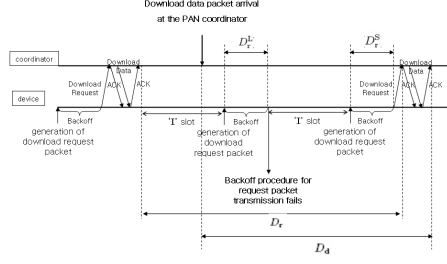 Download data packet arrival
at the PAN coordinator
D_r^L
D_r^S
coordinator
Download
Data
Download
Data
Download
Request
ACK
ACK
Download
Request
ACK
ACK
device
Backoff
T slot
Backoff
T slot
Backoff
generation of
download request
packet
generation of
download
request packet
generation of
download request
packet
Backoff procedure for
request packet
transmission fails
D_r
D_d